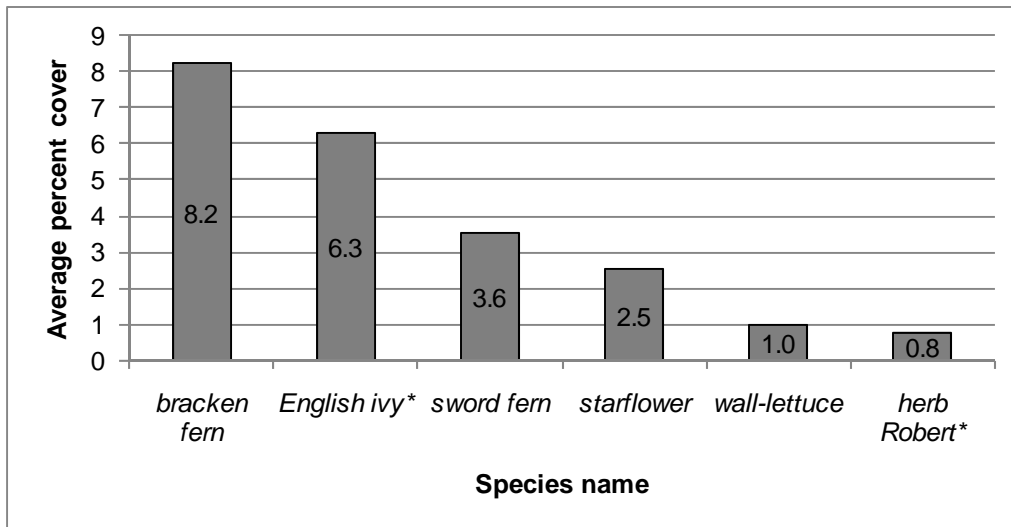 Average percent cover
9
8
7
6
5
4
3
2
1
0
8.2
6.3
3.6
2.5
1.0
0.8
bracken
fern
English ivy*
sword fern
starflower
wall-lettuce
herb
Robert*
Species name